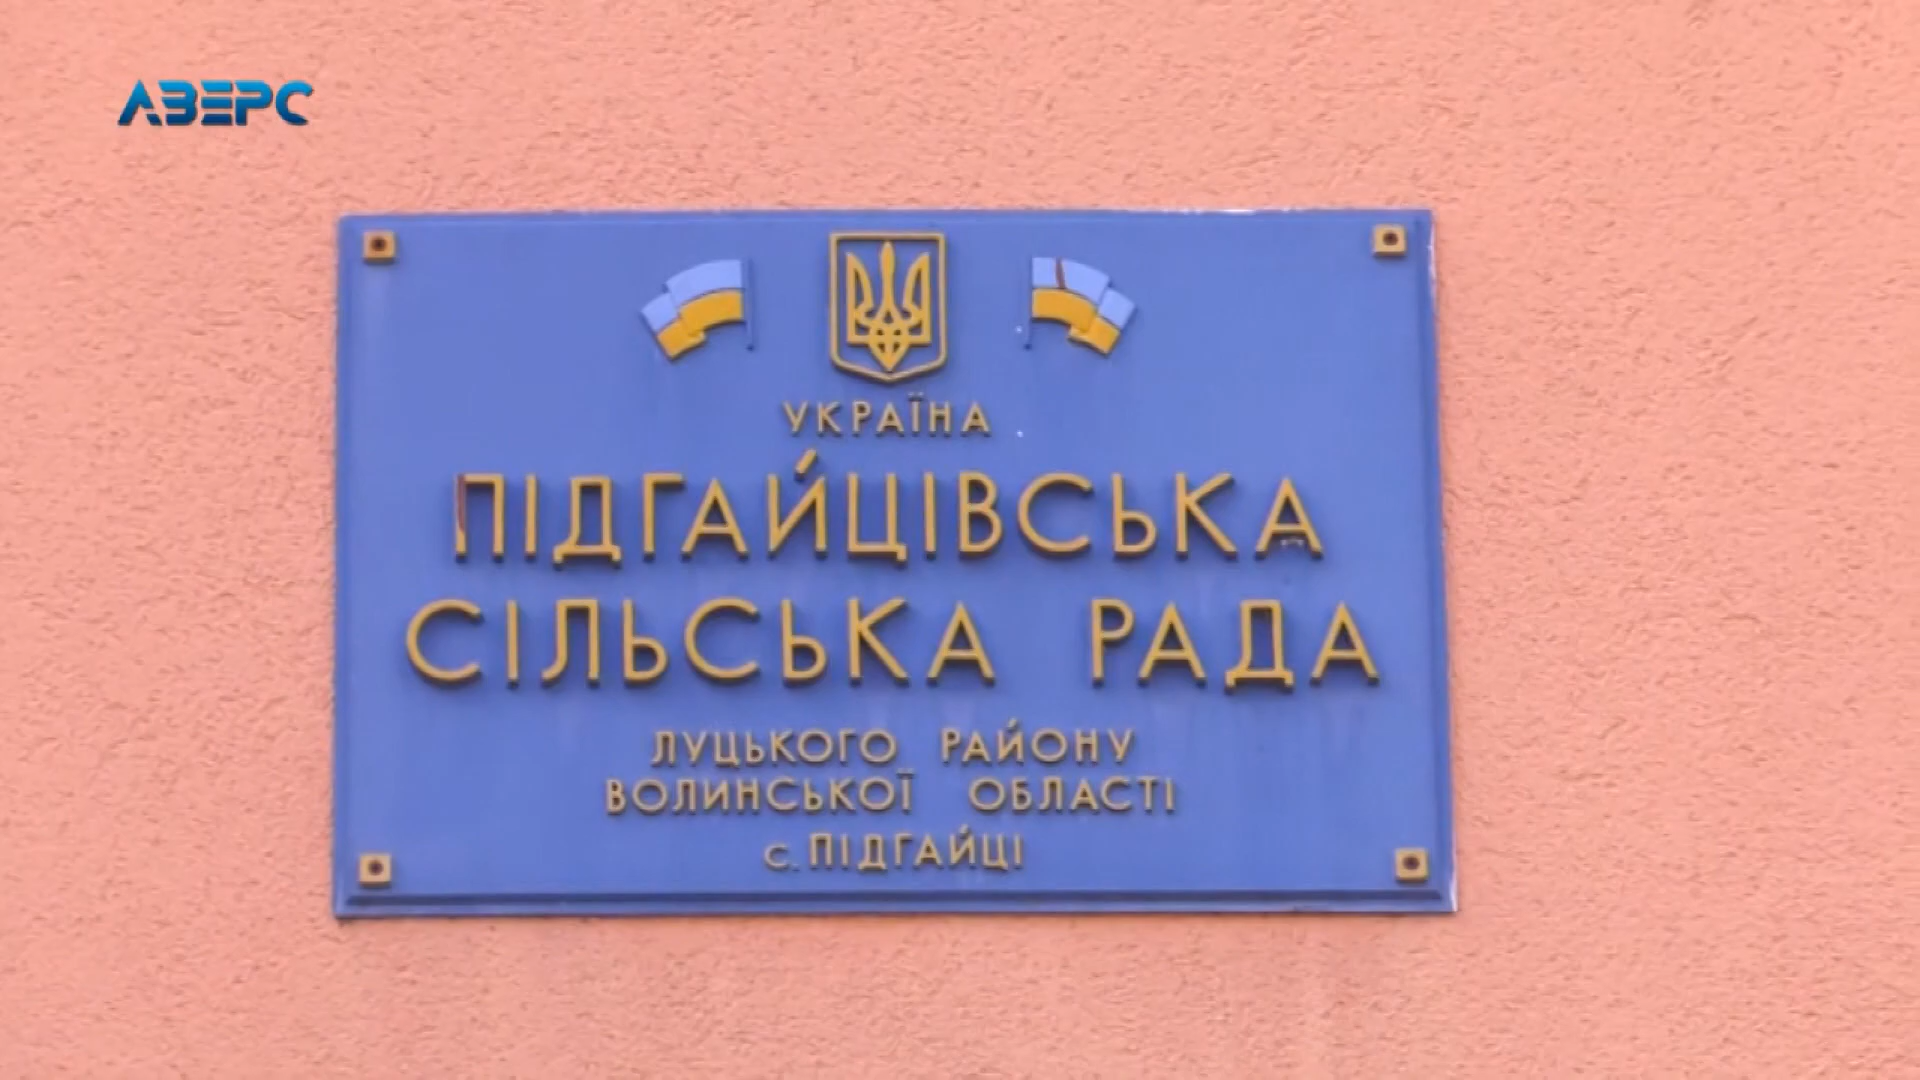 АВЕРС
УКРАЇНА
ПІДГАЙЦІВСЬКА
СІЛЬСЬКА РАДА
ЛУЦЬКОГО РАЙОНУ
ВОЛИНСЬКОЇ ОБЛАСТІ
с. ПІДГАЙЦІ